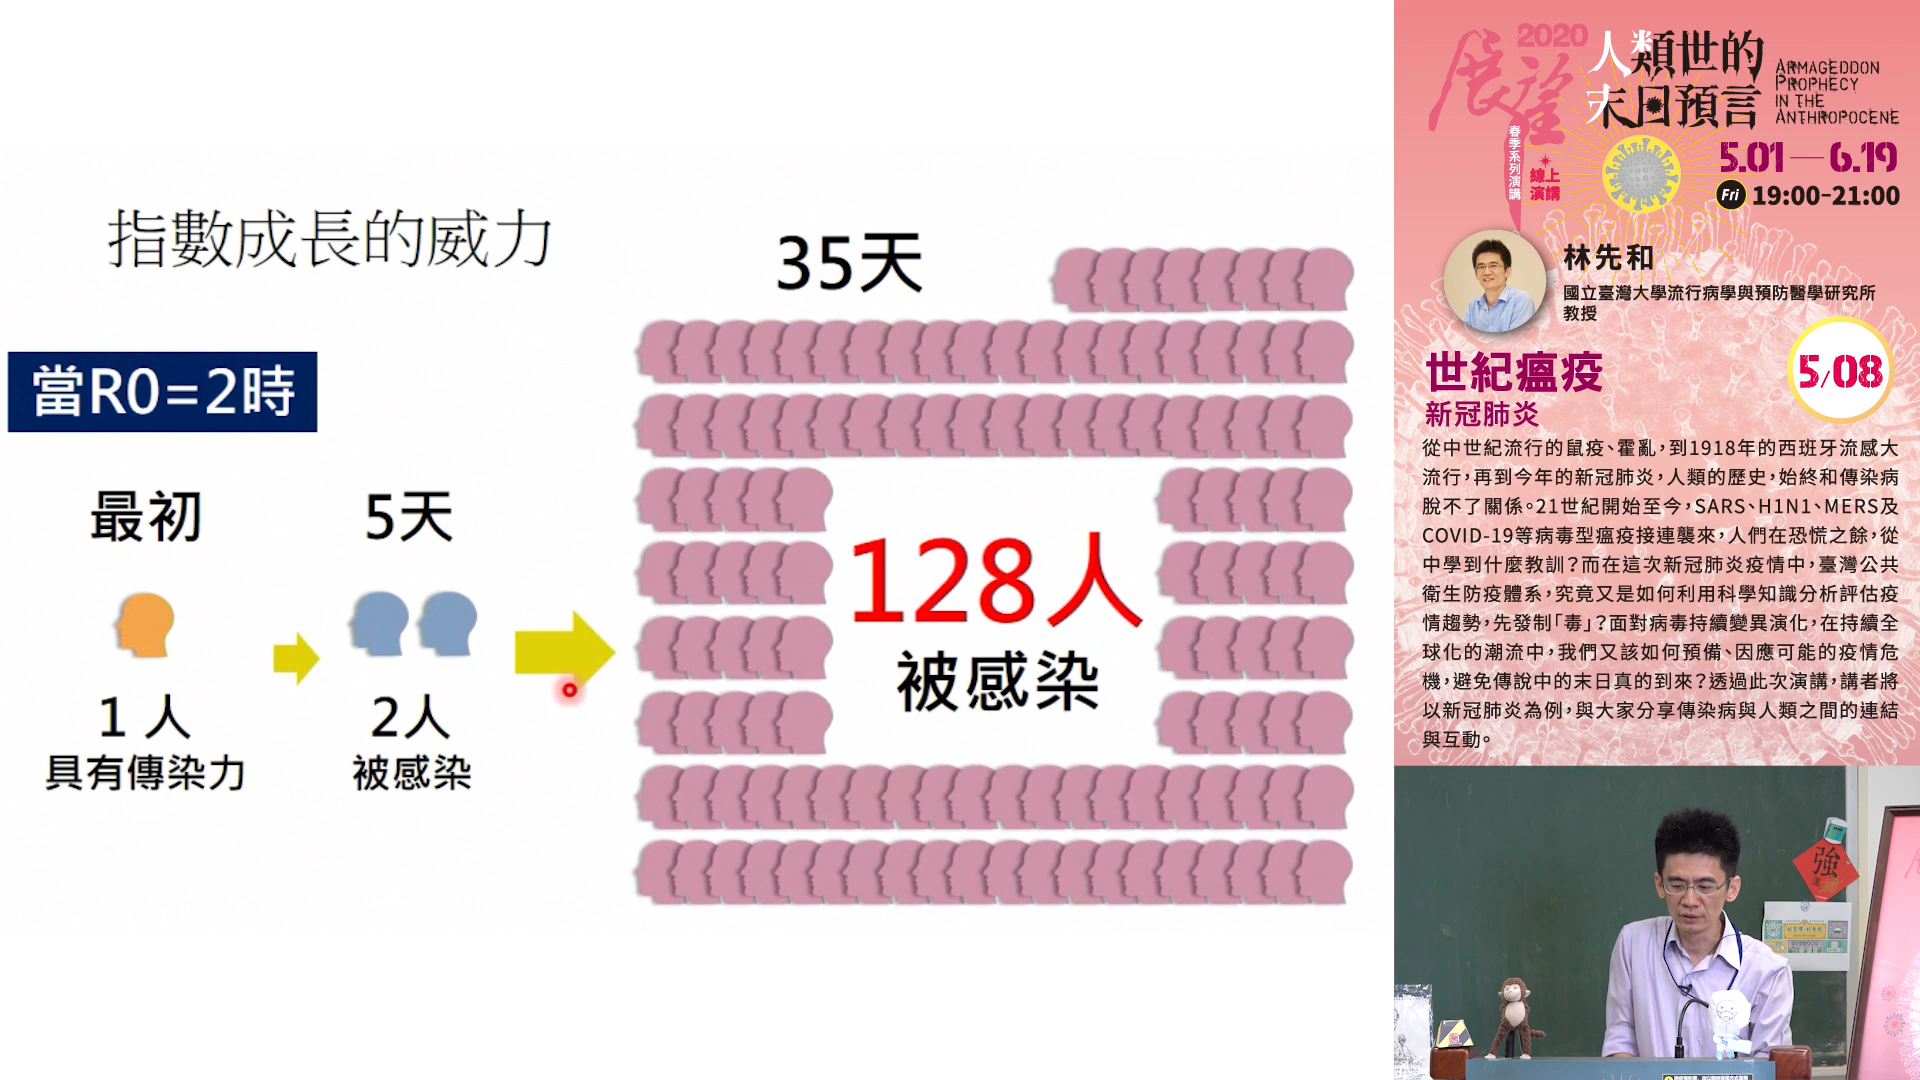 指數成長的威力
當R0=2時
最初
5天
1 人
具有傳染力
2人
被感染
35天
128人
被感染
2020
展望
春季系列演講
線上
演講
人類世的
末日預言
ARMAGEDDON
PROPHECY
IN THE
ANTHROPOCENE
5.01—6.19
Fri 19:00-21:00
林先和
國立臺灣大學流行病學與預防醫學研究所
教授
世紀瘟疫
新冠肺炎
5/08
從中世紀流行的鼠疫、霍亂,到1918年的西班牙流感大
流行,再到今年的新冠肺炎,人類的歷史,始終和傳染病
脫不了關係。21世紀開始至今,SARS、H1N1、MERS及
COVID-19等病毒型瘟疫接連襲來,人們在恐慌之餘,從
中學到什麼教訓?而在這次新冠肺炎疫情中,臺灣公共
衛生防疫體系,究竟又是如何利用科學知識分析評估疫
情趨勢,先發制「毒」?面對病毒持續變異演化,在持續全
球化的潮流中,我們又該如何預備、因應可能的疫情危
機,避免傳說中的末日真的到來?透過此次演講,講者將
以新冠肺炎為例,與大家分享傳染病與人類之間的連結
與互動。
強